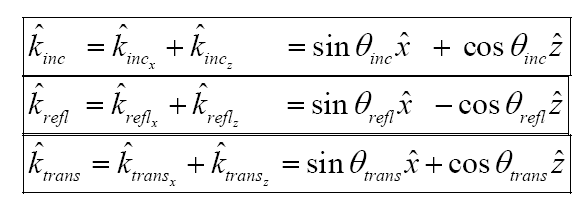 k̂_inc = k̂_inc_x + k̂_inc_z = sin θ_inc x̂ + cos θ_inc ẑ
k̂_refl = k̂_refl_x + k̂_refl_z = sin θ_refl x̂ − cos θ_refl ẑ
k̂_trans = k̂_trans_x + k̂_trans_z = sin θ_trans x̂ + cos θ_trans ẑ